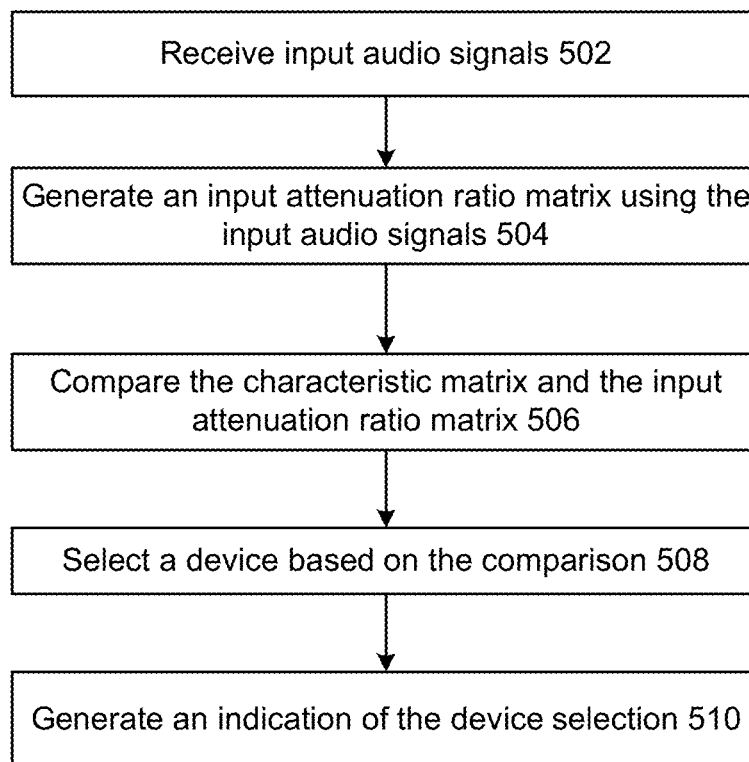 Receive input audio signals 502
Generate an input attenuation ratio matrix using the
input audio signals 504
Compare the characteristic matrix and the input
attenuation ratio matrix 506
Select a device based on the comparison 508
Generate an indication of the device selection 510